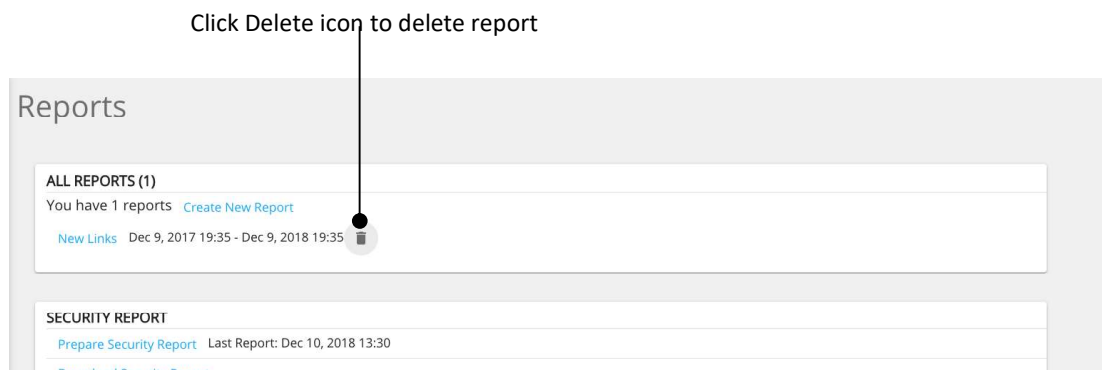 Click Delete icon to delete report
Reports
ALL REPORTS (1)
You have 1 reports Create New Report
New Links Dec 9, 2017 19:35 - Dec 9, 2018 19:35
SECURITY REPORT
Prepare Security Report Last Report: Dec 10, 2018 13:30